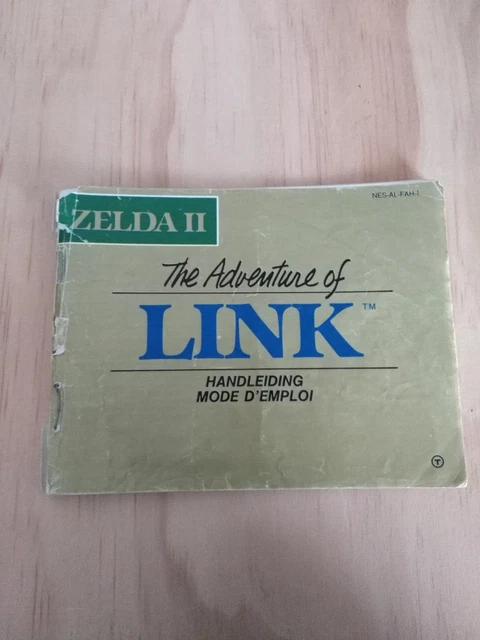 NES-AL-FAH-1
ZELDA II
The Adventure of
LINK™
HANDLEIDING
MODE D'EMPLOI
T